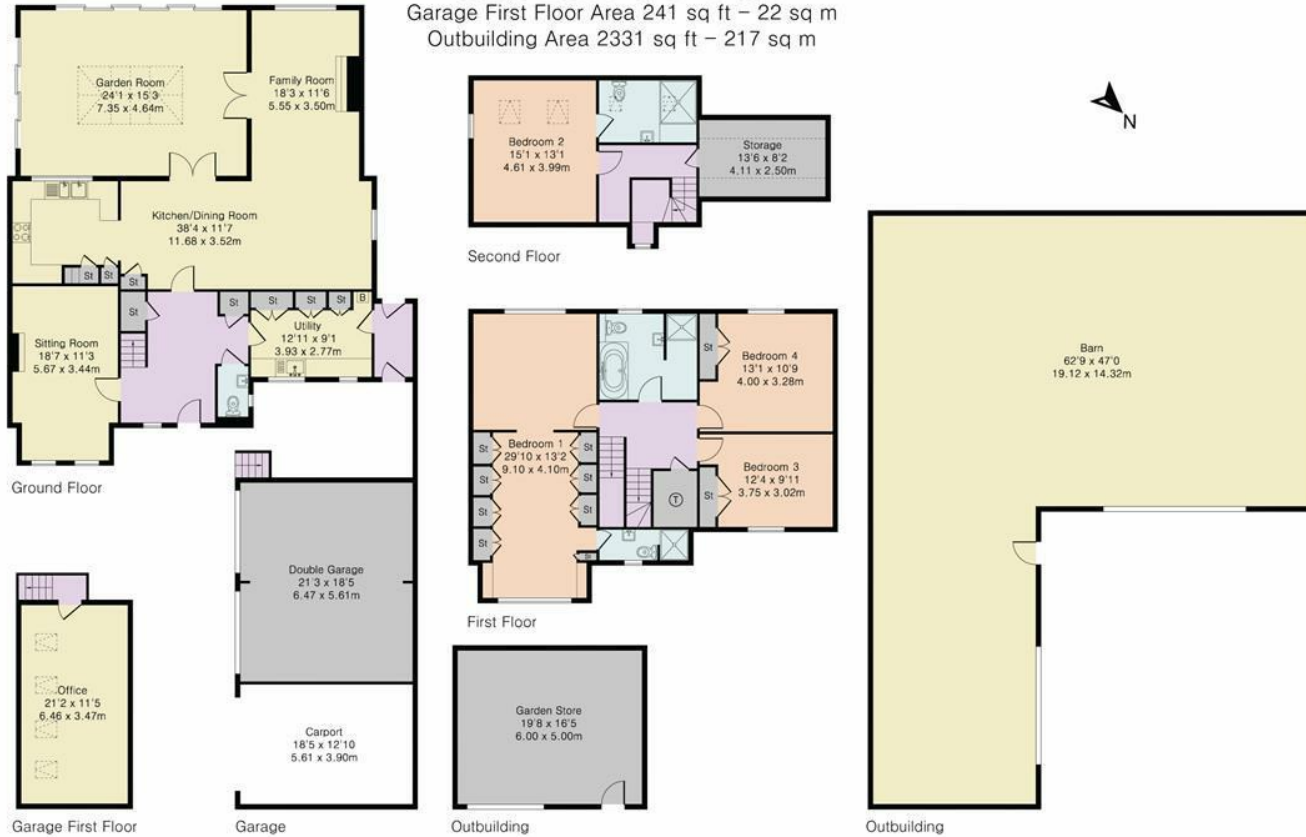 Garage First Floor Area 241 sq ft - 22 sq m
Outbuilding Area 2331 sq ft - 217 sq m
Garden Room
24'1 x 15'3
7.35 x 4.64m
Family Room
18'3 x 11'6
5.55 x 3.50m
Kitchen/Dining Room
38'4 x 11'7
11.68 x 3.52m
St
St
St
St
St
St
St
St
B
Sitting Room
18'7 x 11'3
5.67 x 3.44m
Utility
12'11 x 9'1
3.93 x 2.77m
Ground Floor
Bedroom 2
15'1 x 13'1
4.61 x 3.99m
Storage
13'6 x 8'2
4.11 x 2.50m
Second Floor
N
Bedroom 4
13'1 x 10'9
4.00 x 3.28m
St
Bedroom 1
29'10 x 13'2
9.10 x 4.10m
St
St
St
St
St
St
St
St
Bedroom 3
12'4 x 9'11
3.75 x 3.02m
St
T
First Floor
Barn
62'9 x 47'0
19.12 x 14.32m
Outbuilding
Double Garage
21'3 x 18'5
6.47 x 5.61m
Carport
18'5 x 12'10
5.61 x 3.90m
Garage
Office
21'2 x 11'5
6.46 x 3.47m
Garage First Floor
Garden Store
19'8 x 16'5
6.00 x 5.00m
Outbuilding